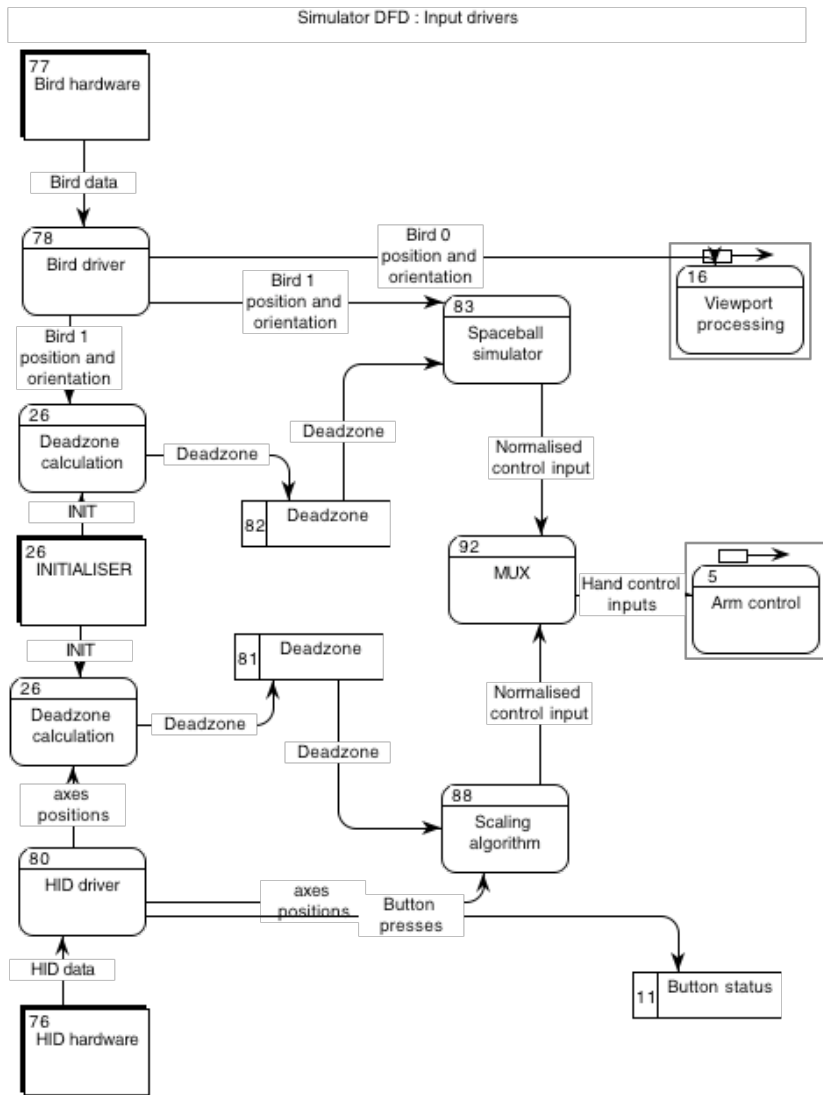 Simulator DFD : Input drivers
77
Bird hardware
Bird data
78
Bird driver
Bird 0
position and
orientation
Bird 1
position and
orientation
16
Viewport
processing
83
Spaceball
simulator
Bird 1
position and
orientation
26
Deadzone
calculation
Deadzone
Deadzone
82
Deadzone
Normalised
control input
INIT
26
INITIALISER
92
MUX
Hand control
inputs
5
Arm control
INIT
81
Deadzone
26
Deadzone
calculation
Deadzone
Deadzone
Normalised
control input
axes
positions
88
Scaling
algorithm
80
HID driver
axes
positions
Button
presses
HID data
11
Button status
76
HID hardware